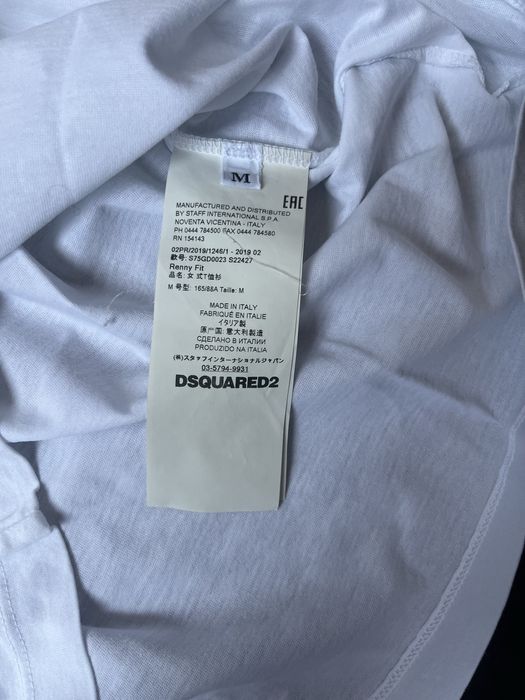 M
EAC
MANUFACTURED AND DISTRIBUTED
BY STAFF INTERNATIONAL S.P.A.
NOVENTA VICENTINA - ITALY
PH 0444 784500 FAX 0444 784580
RN 154143
02PR/2019/1246/1 - 2019 02
款号: S75GD0023 S22427
Renny Fit
品名: 女 式T恤衫
M 号型: 165/88A Taille: M
MADE IN ITALY
FABRIQUÉ EN ITALIE
イタリア製
原产国: 意大利製造
СДЕЛАНО В ИТАЛИИ
PRODUZIDO NA ITALIA
(株)スタッフインターナショナルジャパン
03-5794-9931
DSQUARED2